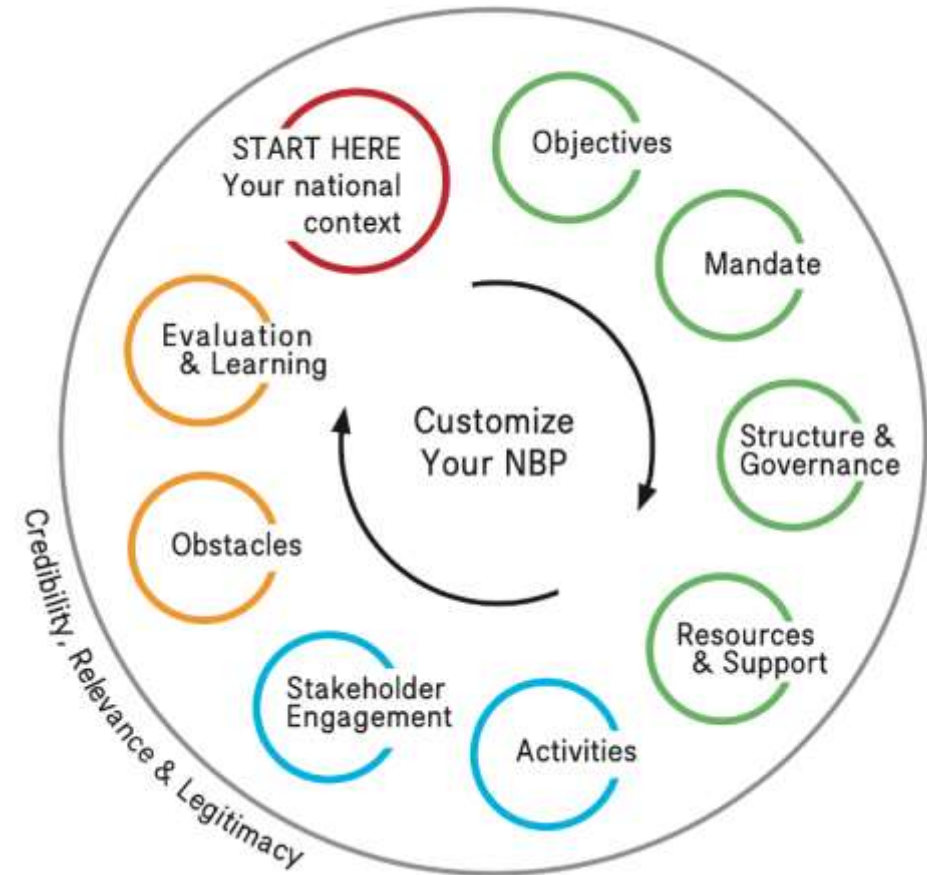 START HERE
Your national
context
Objectives
Mandate
Structure &
Governance
Resources
& Support
Activities
Stakeholder
Engagement
Obstacles
Evaluation
& Learning
Customize
Your NBP
Credibility, Relevance & Legitimacy